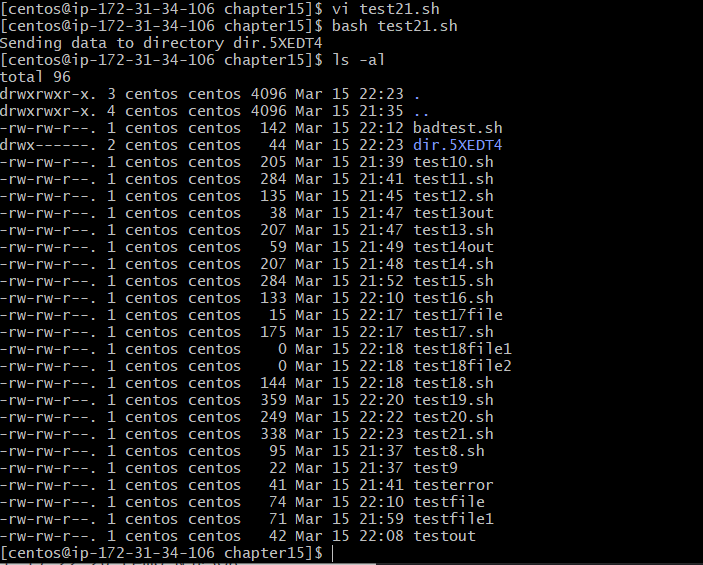 [centos@ip-172-31-34-106 chapter15]$ vi test21.sh
[centos@ip-172-31-34-106 chapter15]$ bash test21.sh
Sending data to directory dir.5XEDT4
[centos@ip-172-31-34-106 chapter15]$ ls -al
total 96
drwxrwxr-x. 3 centos centos 4096 Mar 15 22:23 .
drwxrwxr-x. 4 centos centos 4096 Mar 15 21:35 ..
-rw-rw-r--. 1 centos centos  142 Mar 15 22:12 badtest.sh
drwx------. 2 centos centos   44 Mar 15 22:23 dir.5XEDT4
-rw-rw-r--. 1 centos centos  205 Mar 15 21:39 test10.sh
-rw-rw-r--. 1 centos centos  284 Mar 15 21:41 test11.sh
-rw-rw-r--. 1 centos centos  135 Mar 15 21:45 test12.sh
-rw-rw-r--. 1 centos centos   38 Mar 15 21:47 test13out
-rw-rw-r--. 1 centos centos  207 Mar 15 21:47 test13.sh
-rw-rw-r--. 1 centos centos   59 Mar 15 21:49 test14out
-rw-rw-r--. 1 centos centos  207 Mar 15 21:48 test14.sh
-rw-rw-r--. 1 centos centos  284 Mar 15 21:52 test15.sh
-rw-rw-r--. 1 centos centos  133 Mar 15 22:10 test16.sh
-rw-rw-r--. 1 centos centos   15 Mar 15 22:17 test17file
-rw-rw-r--. 1 centos centos  175 Mar 15 22:17 test17.sh
-rw-rw-r--. 1 centos centos    0 Mar 15 22:18 test18file1
-rw-rw-r--. 1 centos centos    0 Mar 15 22:18 test18file2
-rw-rw-r--. 1 centos centos  144 Mar 15 22:18 test18.sh
-rw-rw-r--. 1 centos centos  359 Mar 15 22:20 test19.sh
-rw-rw-r--. 1 centos centos  249 Mar 15 22:22 test20.sh
-rw-rw-r--. 1 centos centos  338 Mar 15 22:23 test21.sh
-rw-rw-r--. 1 centos centos   95 Mar 15 21:37 test8.sh
-rw-rw-r--. 1 centos centos   22 Mar 15 21:37 test9
-rw-rw-r--. 1 centos centos   41 Mar 15 21:41 testerror
-rw-rw-r--. 1 centos centos   74 Mar 15 22:10 testfile
-rw-rw-r--. 1 centos centos   71 Mar 15 21:59 testfile1
-rw-rw-r--. 1 centos centos   42 Mar 15 22:08 testout
[centos@ip-172-31-34-106 chapter15]$